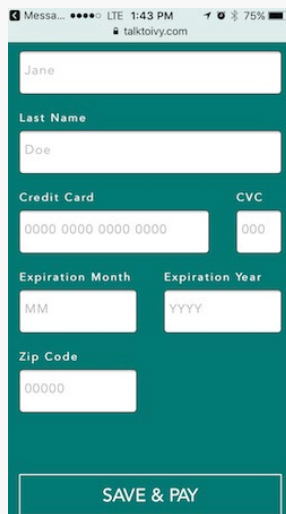 Messa... LTE 1:43 PM 75%
talktoivy.com
Jane
Last Name
Doe
Credit Card CVC
0000 0000 0000 0000 000
Expiration Month Expiration Year
MM YYYY
Zip Code
00000
SAVE & PAY